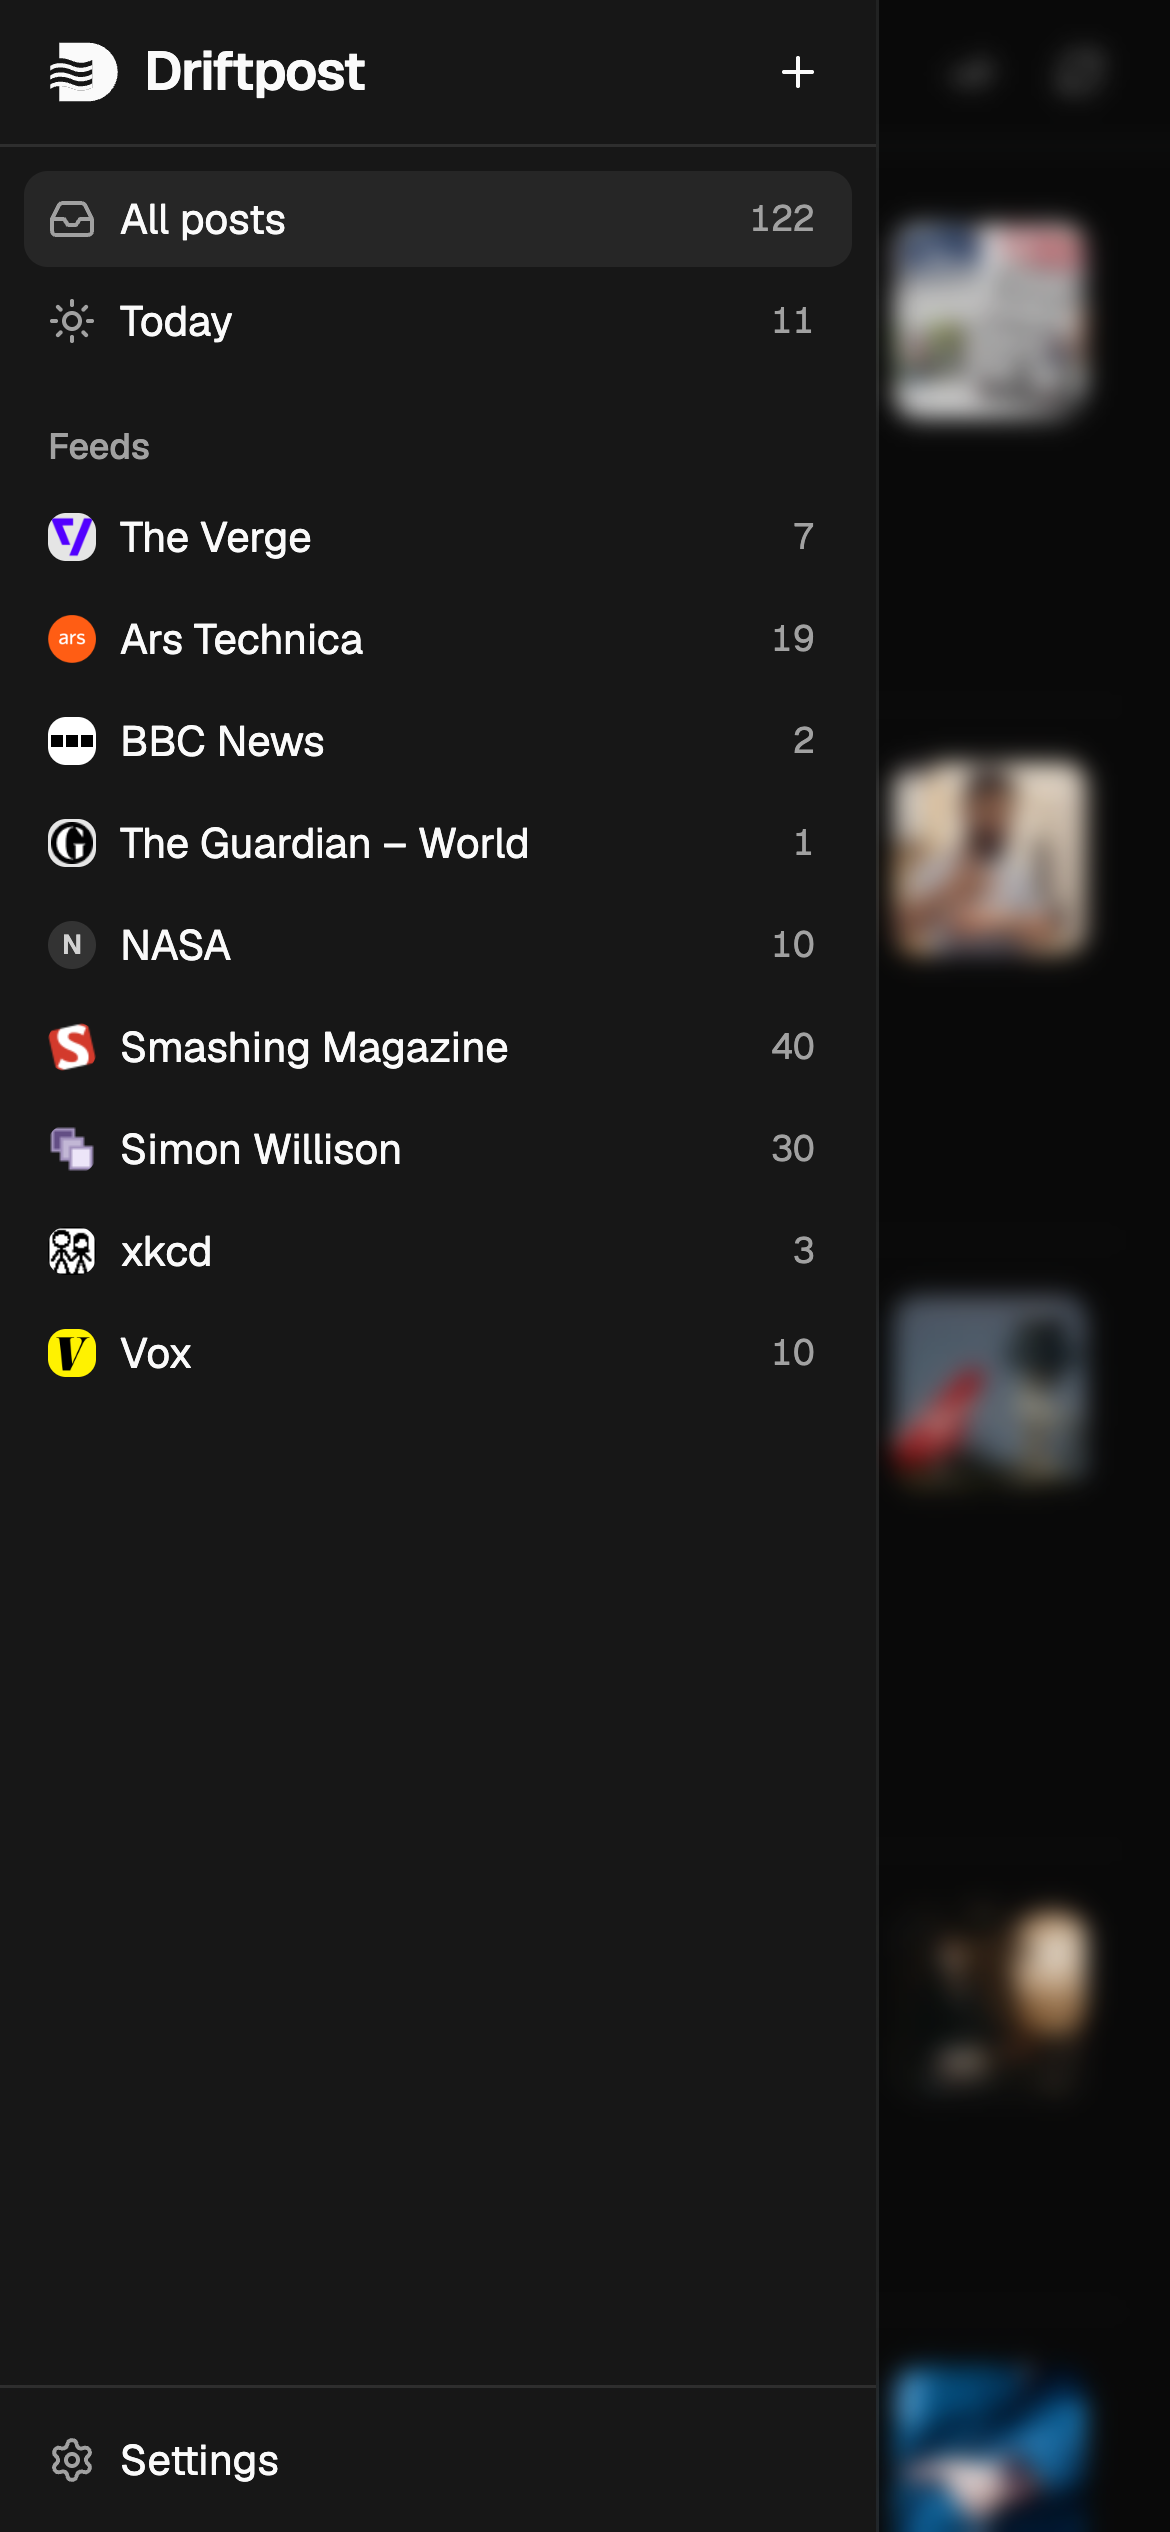 Driftpost
All posts 122
Today 11
Feeds
The Verge 7
ars Ars Technica 19
BBC News 2
The Guardian – World 1
N NASA 10
Smashing Magazine 40
Simon Willison 30
xkcd 3
Vox 10
Settings